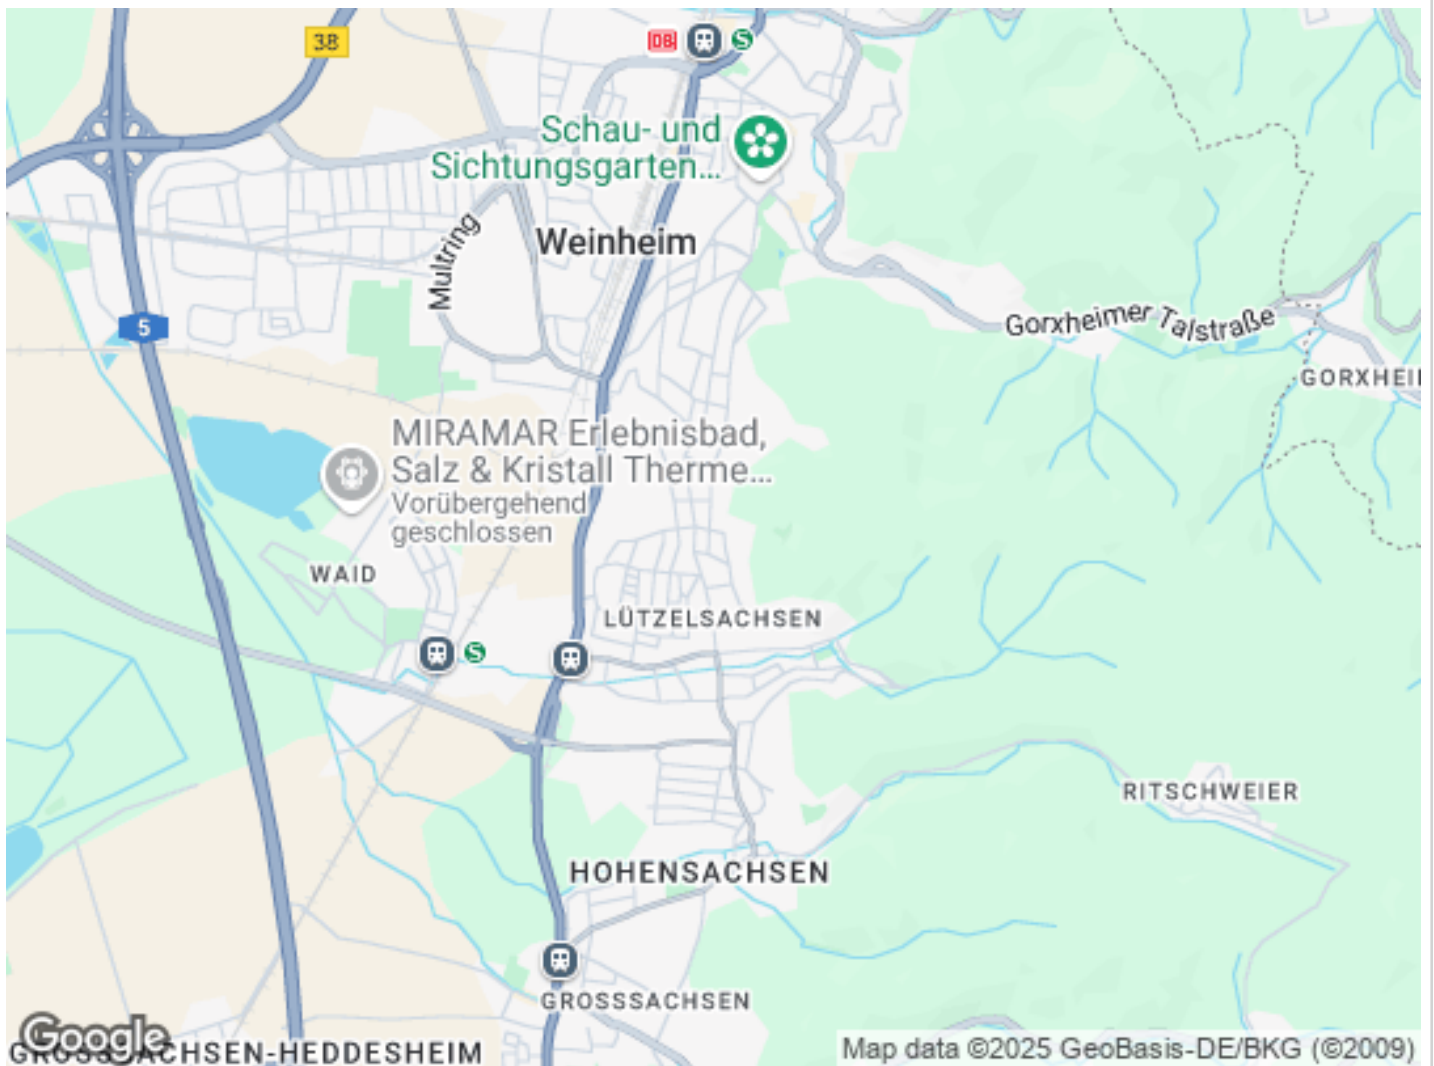 38
DB
S
Schau- und
Sichtungsgarten...
Weinheim
Multring
5
Gorxheimer Talstraße
GORXHEI
MIRAMAR Erlebnisbad,
Salz & Kristall Therme...
Vorübergehend
geschlossen
WAID
LÜTZELSACHSEN
S
RITSCHWEIER
HOHENSACHSEN
GROSSSACHSEN
Google
GROSSSACHSEN-HEDDESHEIM
Map data ©2025 GeoBasis-DE/BKG (©2009)